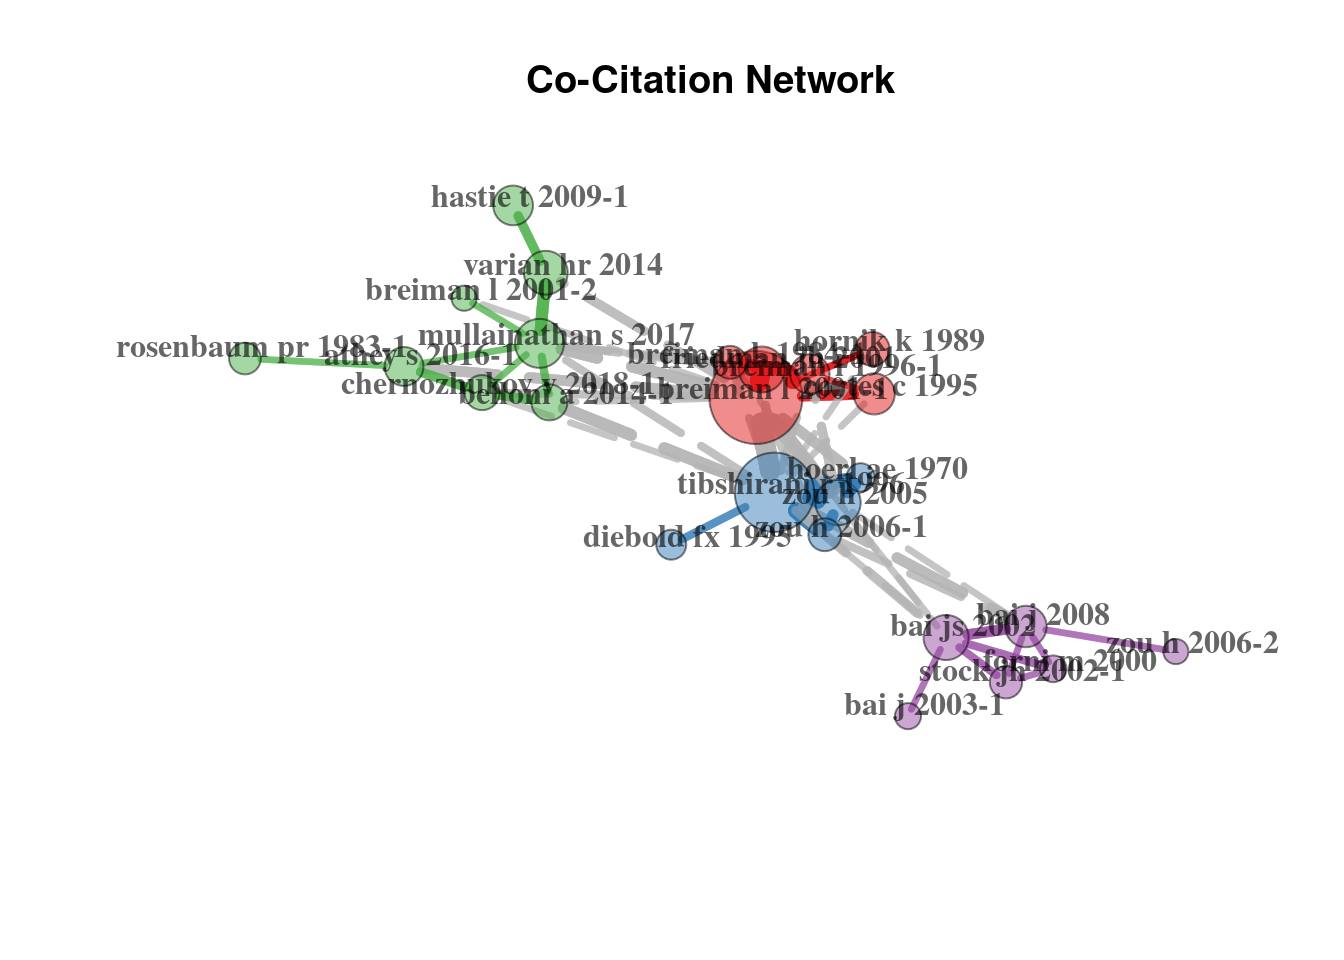 Co-Citation Network
hastie t 2009-1
varian hr 2014
breiman l 2001-2
mullainathan s 2017
hornik k 1989
rosenbaum pr 1983-1
athey s 2016-1
breiman l
friedman
breiman l 1996-1
chernozhukov v 2018-1
belloni a 2014-1
breiman l 2001-1
cortes c 1995
hoerl ae 1970
tibshirani r 1996
zou h 2005
zou h 2006-1
diebold fx 1995
bai j 2008
bai js 2002
zou h 2006-2
forni m 2000
stock jh 2002-1
bai j 2003-1